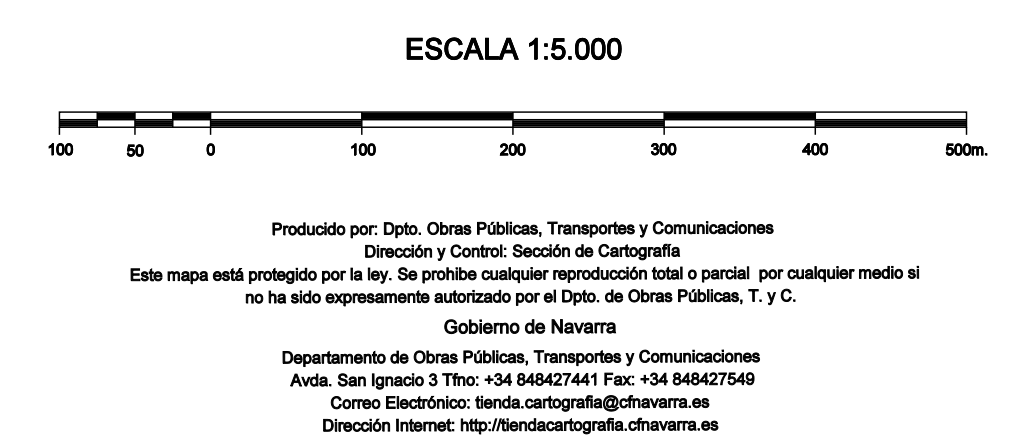 ESCALA 1:5.000
100 50 0 100 200 300 400 500m.
Producido por: Dpto. Obras Públicas, Transportes y Comunicaciones
Dirección y Control: Sección de Cartografía
Este mapa está protegido por la ley. Se prohibe cualquier reproducción total o parcial por cualquier medio si
no ha sido expresamente autorizado por el Dpto. de Obras Públicas, T. y C.
Gobierno de Navarra
Departamento de Obras Públicas, Transportes y Comunicaciones
Avda. San Ignacio 3 Tfno: +34 848427441 Fax: +34 848427549
Correo Electrónico: tienda.cartografia@cfnavarra.es
Dirección Internet: http://tiendacartografia.cfnavarra.es